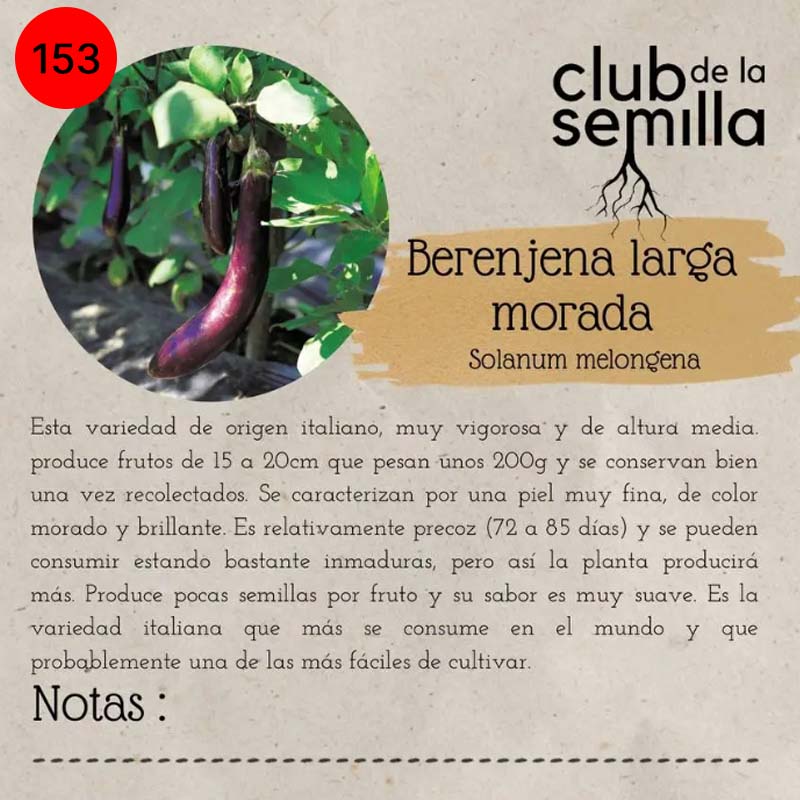 153
club de la
semilla
Berenjena larga
morada
Solanum melongena
Esta variedad de origen italiano, muy vigorosa y de altura media.
produce frutos de 15 a 20cm que pesan unos 200g y se conservan bien
una vez recolectados. Se caracterizan por una piel muy fina, de color
morado y brillante. Es relativamente precoz (72 a 85 días) y se pueden
consumir estando bastante inmaduras, pero así la planta producirá
más. Produce pocas semillas por fruto y su sabor es muy suave. Es la
variedad italiana que más se consume en el mundo y que
probablemente una de las más fáciles de cultivar.
Notas :